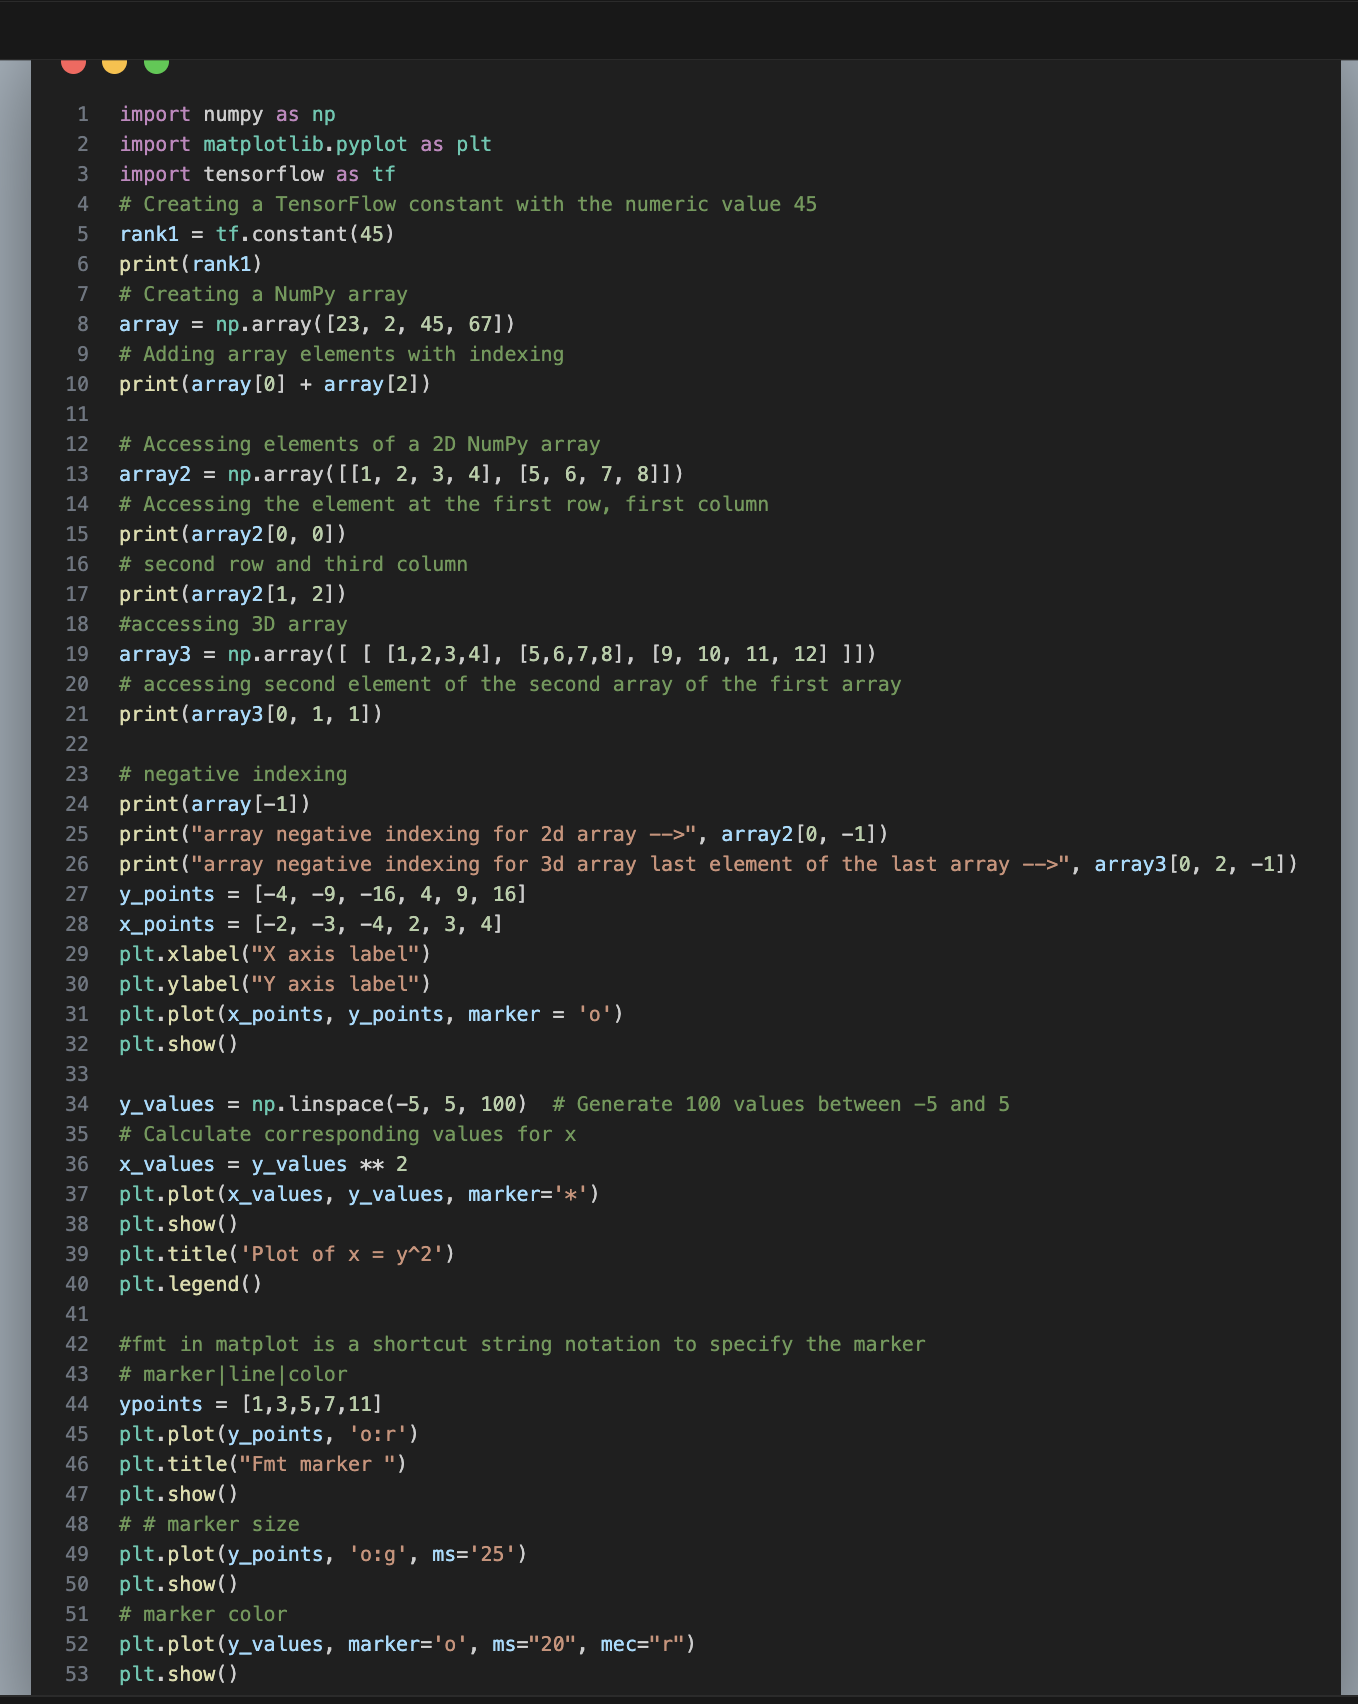 1 import numpy as np
2 import matplotlib.pyplot as plt
3 import tensorflow as tf
4 # Creating a TensorFlow constant with the numeric value 45
5 rank1 = tf.constant(45)
6 print(rank1)
7 # Creating a NumPy array
8 array = np.array([23, 2, 45, 67])
9 # Adding array elements with indexing
10 print(array[0] + array[2])
11
12 # Accessing elements of a 2D NumPy array
13 array2 = np.array([[1, 2, 3, 4], [5, 6, 7, 8]])
14 # Accessing the element at the first row, first column
15 print(array2[0, 0])
16 # second row and third column
17 print(array2[1, 2])
18 #accessing 3D array
19 array3 = np.array([ [ [1,2,3,4], [5,6,7,8], [9, 10, 11, 12] ]])
20 # accessing second element of the second array of the first array
21 print(array3[0, 1, 1])
22
23 # negative indexing
24 print(array[-1])
25 print("array negative indexing for 2d array -->", array2[0, -1])
26 print("array negative indexing for 3d array last element of the last array -->", array3[0, 2, -1])
27 y_points = [-4, -9, -16, 4, 9, 16]
28 x_points = [-2, -3, -4, 2, 3, 4]
29 plt.xlabel("X axis label")
30 plt.ylabel("Y axis label")
31 plt.plot(x_points, y_points, marker = 'o')
32 plt.show()
33
34 y_values = np.linspace(-5, 5, 100)  # Generate 100 values between -5 and 5
35 # Calculate corresponding values for x
36 x_values = y_values ** 2
37 plt.plot(x_values, y_values, marker='*')
38 plt.show()
39 plt.title('Plot of x = y^2')
40 plt.legend()
41
42 #fmt in matplot is a shortcut string notation to specify the marker
43 # marker|line|color
44 ypoints = [1,3,5,7,11]
45 plt.plot(y_points, 'o:r')
46 plt.title("Fmt marker ")
47 plt.show()
48 # # marker size
49 plt.plot(y_points, 'o:g', ms='25')
50 plt.show()
51 # marker color
52 plt.plot(y_values, marker='o', ms="20", mec="r")
53 plt.show()